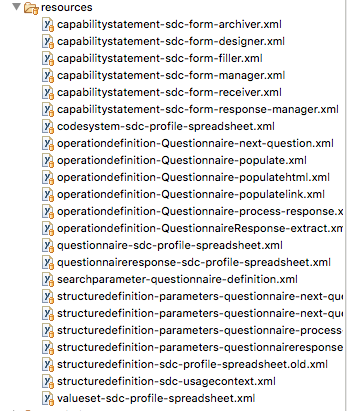 resources
capabilitystatement-sdc-form-archiver.xml
capabilitystatement-sdc-form-designer.xml
capabilitystatement-sdc-form-filler.xml
capabilitystatement-sdc-form-manager.xml
capabilitystatement-sdc-form-receiver.xml
capabilitystatement-sdc-form-response-manager.xml
codesystem-sdc-profile-spreadsheet.xml
operationdefinition-Questionnaire-next-question.xml
operationdefinition-Questionnaire-populate.xml
operationdefinition-Questionnaire-populatehtml.xml
operationdefinition-Questionnaire-populatelink.xml
operationdefinition-Questionnaire-process-response.x
operationdefinition-QuestionnaireResponse-extract.xm
questionnaire-sdc-profile-spreadsheet.xml
questionnaireresponse-sdc-profile-spreadsheet.xml
searchparameter-questionnaire-definition.xml
structuredefinition-parameters-questionnaire-next-que
structuredefinition-parameters-questionnaire-next-que
structuredefinition-parameters-questionnaire-process
structuredefinition-parameters-questionnaireresponse
structuredefinition-sdc-profile-spreadsheet.old.xml
structuredefinition-sdc-usagecontext.xml
valueset-sdc-profile-spreadsheet.xml